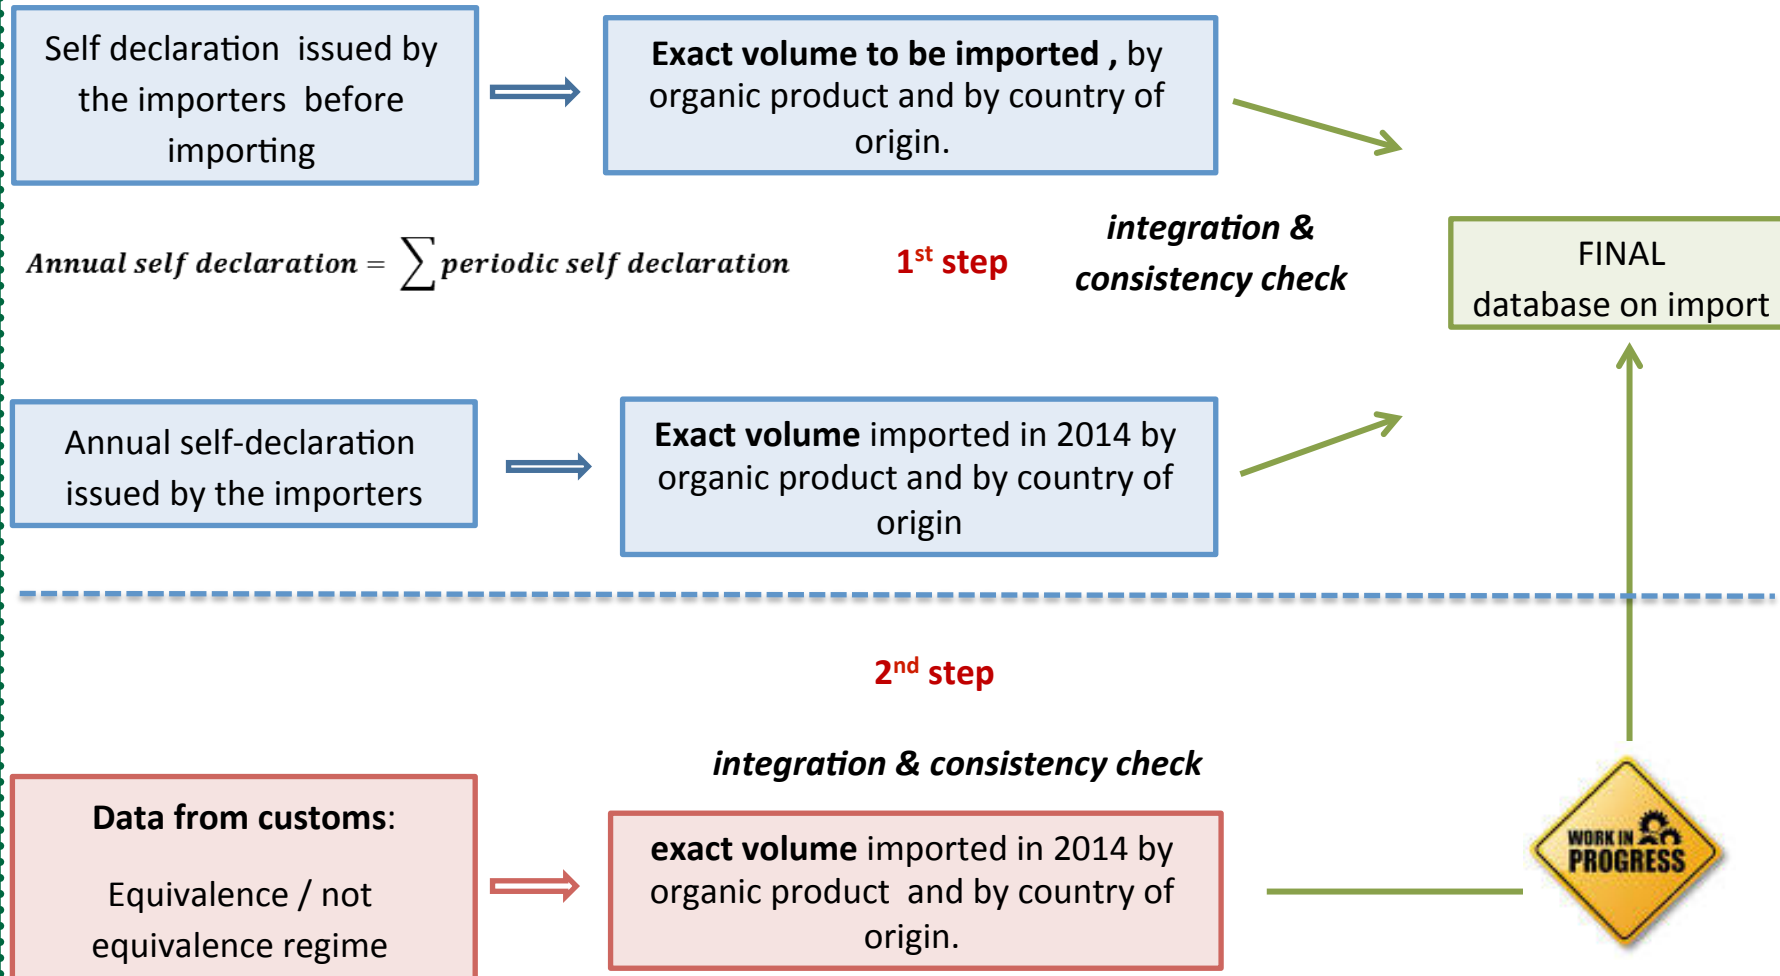 Self declaration issued by
the importers before
importing
Exact volume to be imported , by
organic product and by country of
origin.
Annual self declaration = ∑ periodic self declaration
1st step
integration &
consistency check
FINAL
database on import
Annual self-declaration
issued by the importers
Exact volume imported in 2014 by
organic product and by country of
origin
2nd step
integration & consistency check
Data from customs:
Equivalence / not
equivalence regime
exact volume imported in 2014 by
organic product and by country of
origin.
WORK IN
PROGRESS